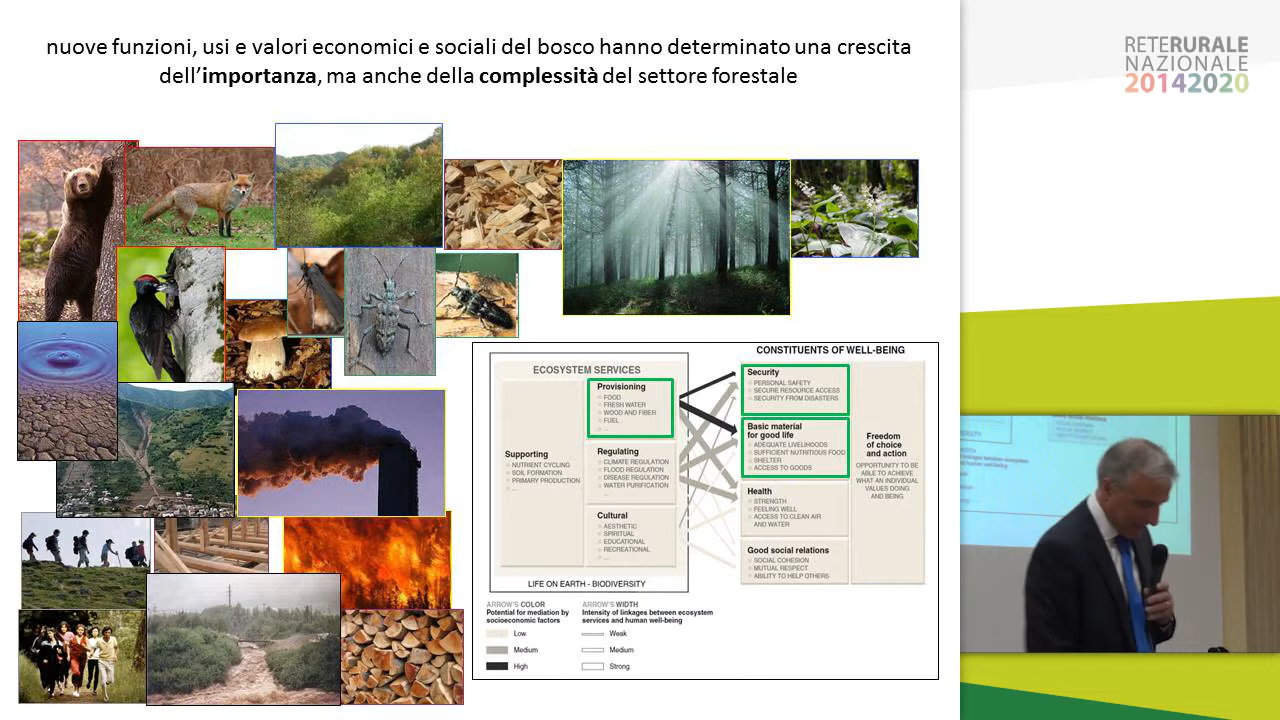 nuove funzioni, usi e valori economici e sociali del bosco hanno determinato una crescita
dell'importanza, ma anche della complessità del settore forestale
RETERURALE
NAZIONALE
20142020
CONSTITUENTS OF WELL-BEING
ECOSYSTEM SERVICES
Supporting
NUTRIENT CYCLING
SOIL FORMATION
PRIMARY PRODUCTION
...
Provisioning
FOOD
FRESH WATER
WOOD AND FIBER
FUEL
...
Regulating
CLIMATE REGULATION
FLOOD REGULATION
DISEASE REGULATION
WATER PURIFICATION
...
Cultural
AESTHETIC
SPIRITUAL
EDUCATIONAL
RECREATIONAL
...
LIFE ON EARTH - BIODIVERSITY
Security
PERSONAL SAFETY
SECURE RESOURCE ACCESS
SECURITY FROM DISASTERS
Basic material
for good life
ADEQUATE LIVELIHOODS
SUFFICIENT NUTRITIOUS FOOD
SHELTER
ACCESS TO GOODS
Health
STRENGTH
FEELING WELL
ACCESS TO CLEAN AIR
AND WATER
Good social relations
SOCIAL COHESION
MUTUAL RESPECT
ABILITY TO HELP OTHERS
Freedom
of choice
and action
OPPORTUNITY TO BE
ABLE TO ACHIEVE
WHAT AN INDIVIDUAL
VALUES DOING
AND BEING
ARROW'S COLOR
Potential for mediation by
socioeconomic factors
Low
Medium
High
ARROW'S WIDTH
Intensity of linkages between ecosystem
services and human well-being
Weak
Medium
Strong